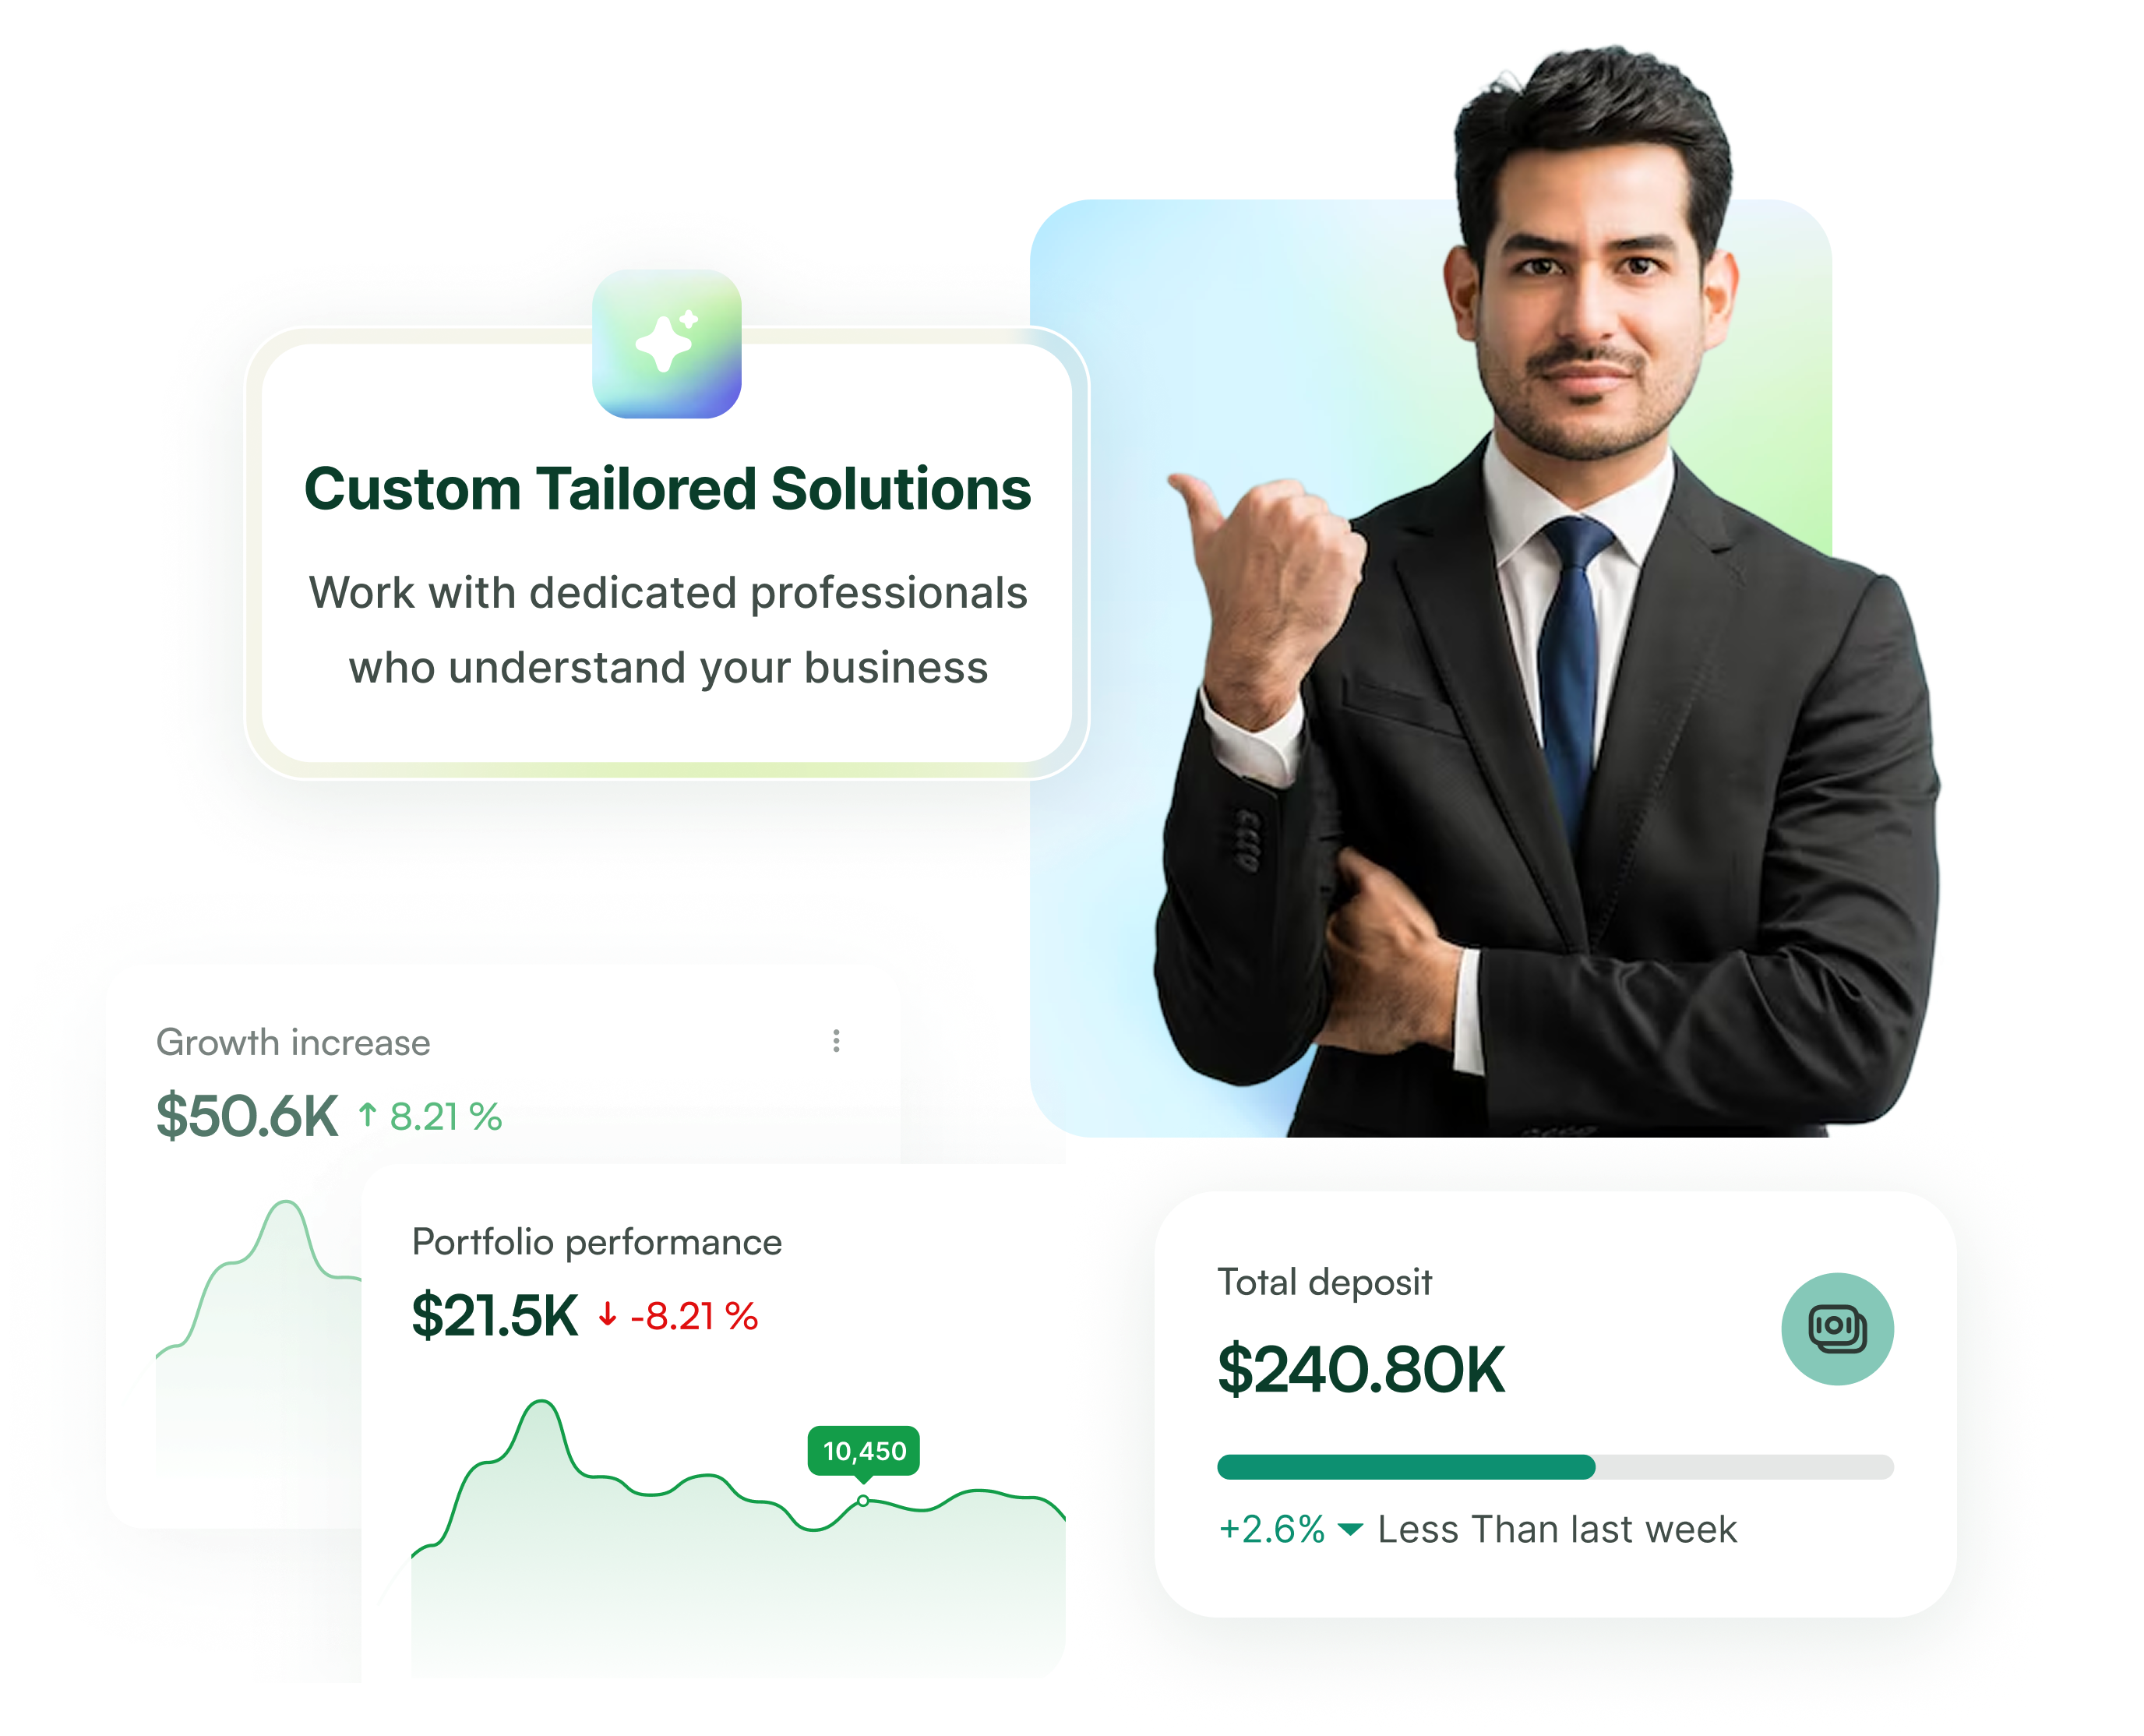 Custom Tailored Solutions
Work with dedicated professionals
who understand your business
Growth increase
$50.6K ↑ 8.21 %
Portfolio performance
$21.5K ↓ -8.21 %
10,450
Total deposit
$240.80K
+2.6% ▼ Less Than last week